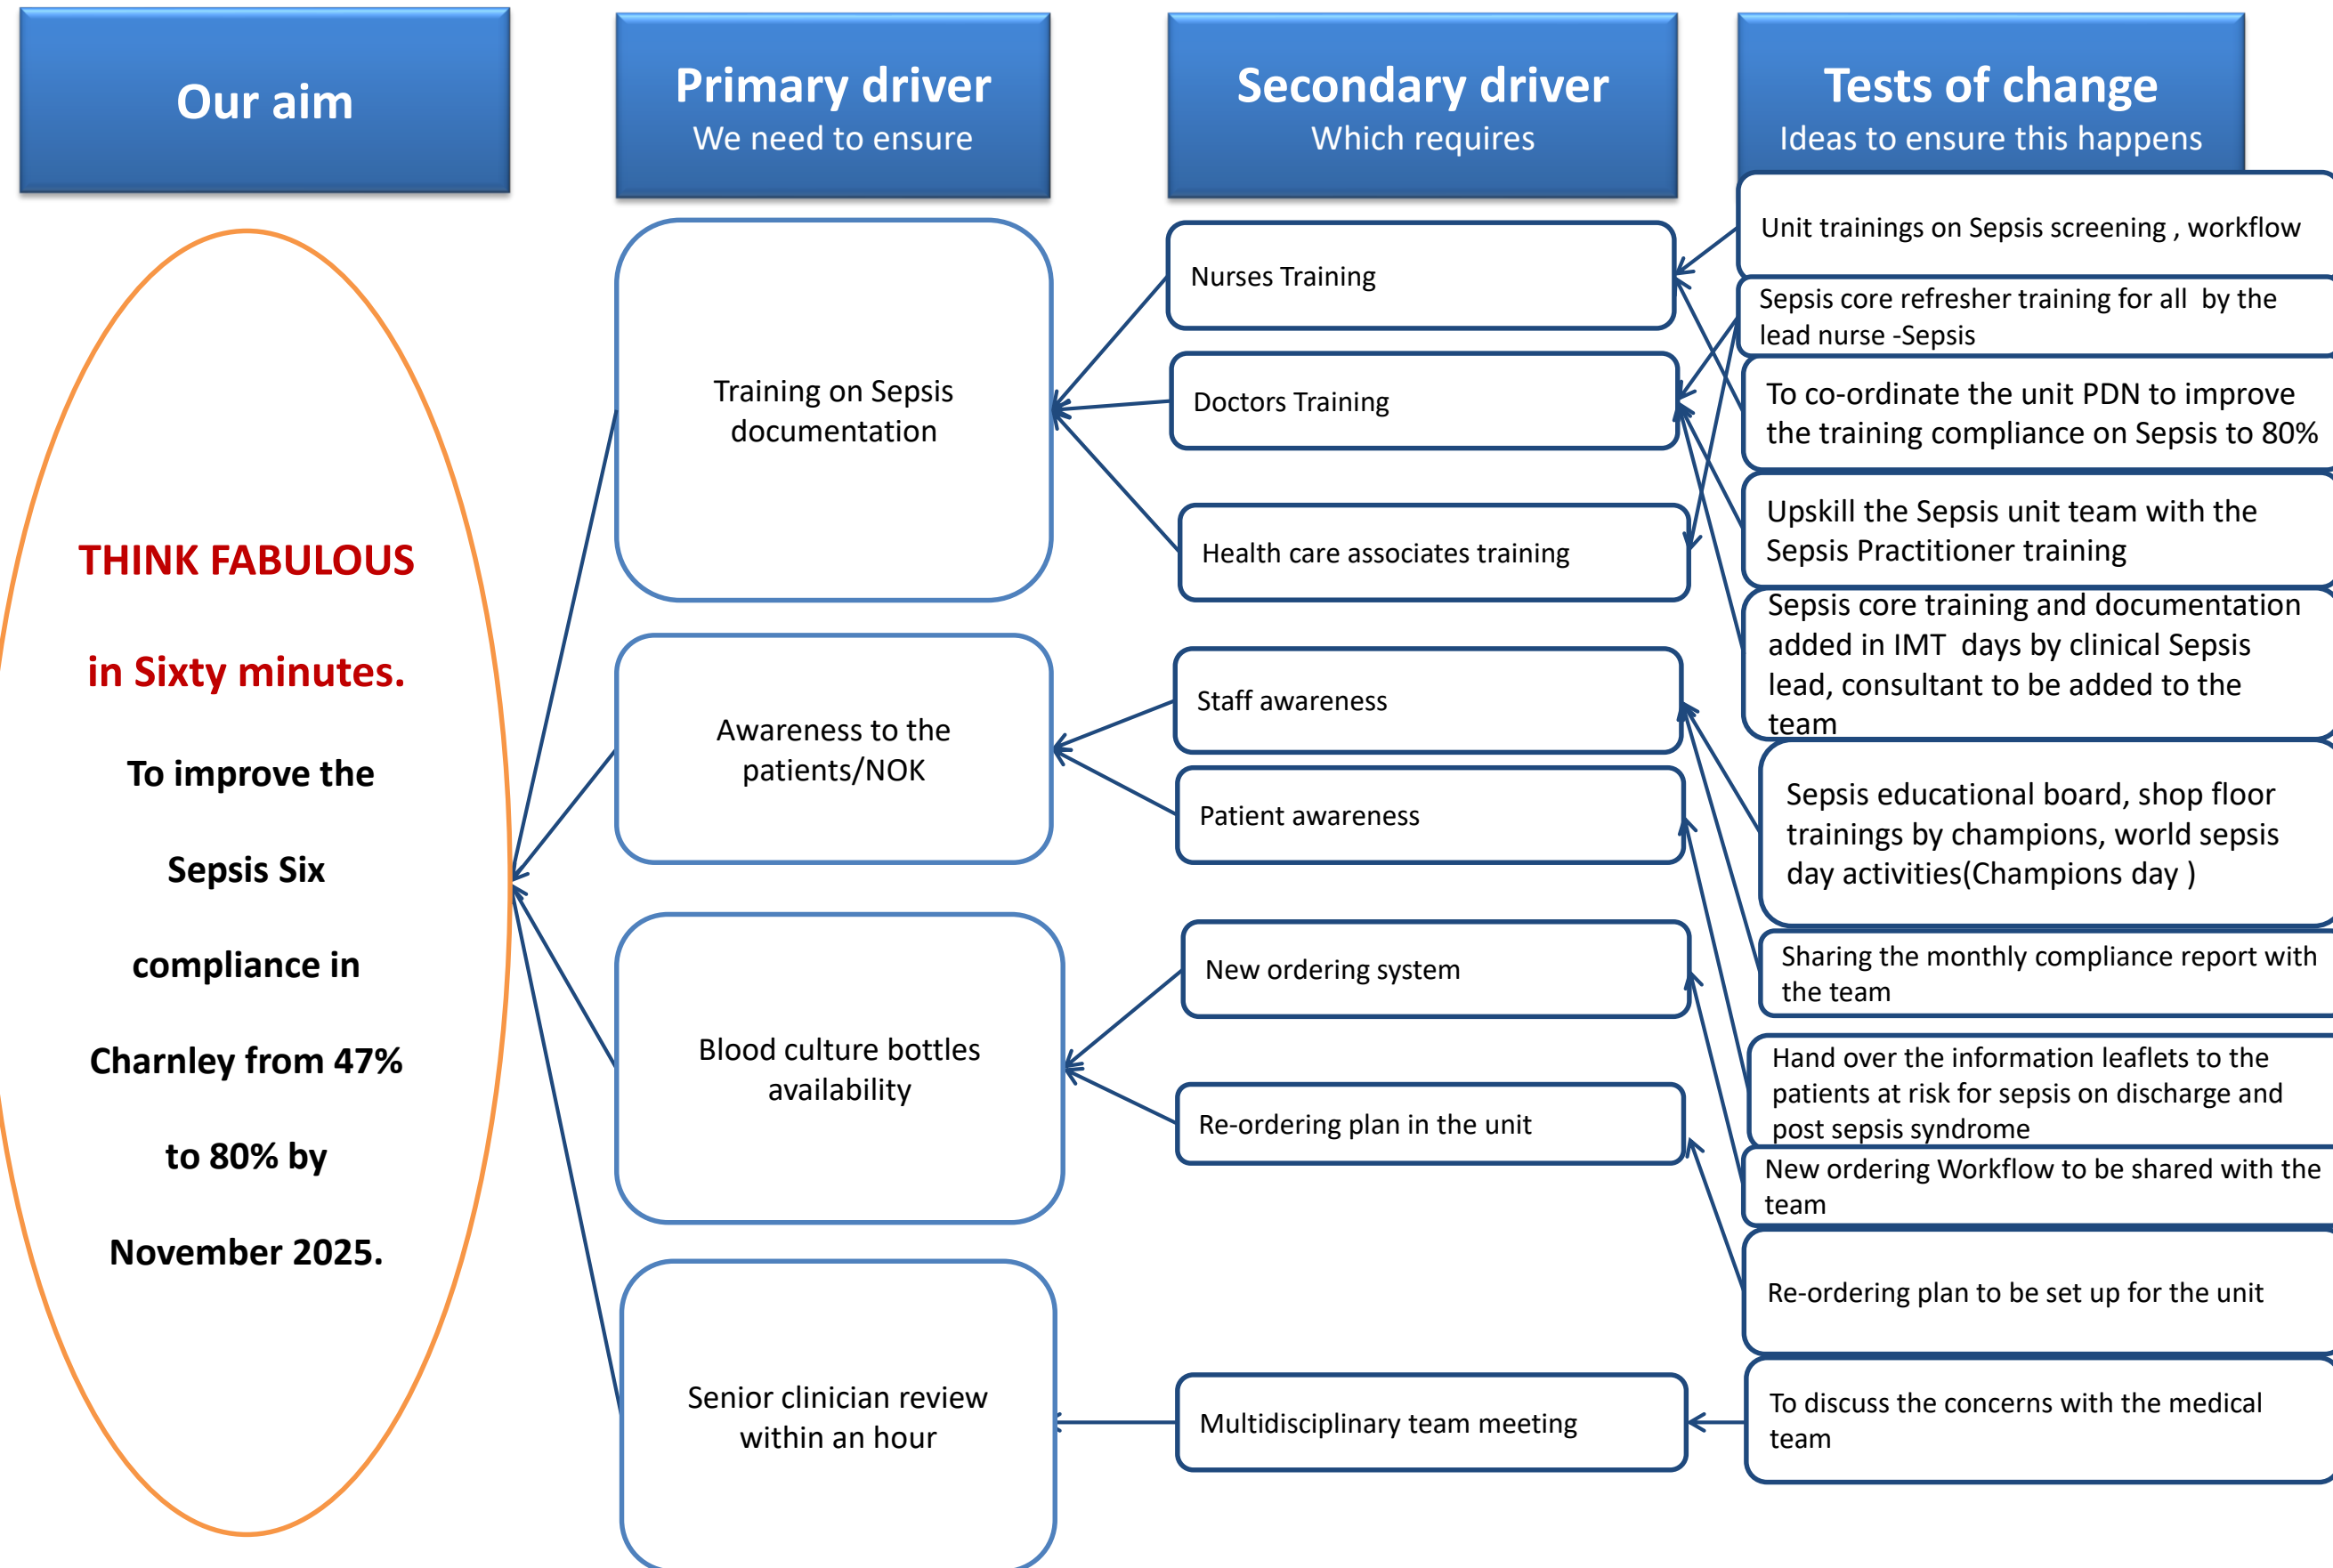 Our aim
Primary driver
We need to ensure
Secondary driver
Which requires
Tests of change
Ideas to ensure this happens
THINK FABULOUS
in Sixty minutes.
To improve the
Sepsis Six
compliance in
Charnley from 47%
to 80% by
November 2025.
Training on Sepsis
documentation
Awareness to the
patients/NOK
Blood culture bottles
availability
Senior clinician review
within an hour
Nurses Training
Doctors Training
Health care associates training
Staff awareness
Patient awareness
New ordering system
Re-ordering plan in the unit
Multidisciplinary team meeting
Unit trainings on Sepsis screening , workflow
Sepsis core refresher training for all  by the
lead nurse -Sepsis
To co-ordinate the unit PDN to improve
the training compliance on Sepsis to 80%
Upskill the Sepsis unit team with the
Sepsis Practitioner training
Sepsis core training and documentation
added in IMT  days by clinical Sepsis
lead, consultant to be added to the
team
Sepsis educational board, shop floor
trainings by champions, world sepsis
day activities(Champions day )
Sharing the monthly compliance report with
the team
Hand over the information leaflets to the
patients at risk for sepsis on discharge and
post sepsis syndrome
New ordering Workflow to be shared with the
team
Re-ordering plan to be set up for the unit
To discuss the concerns with the medical
team